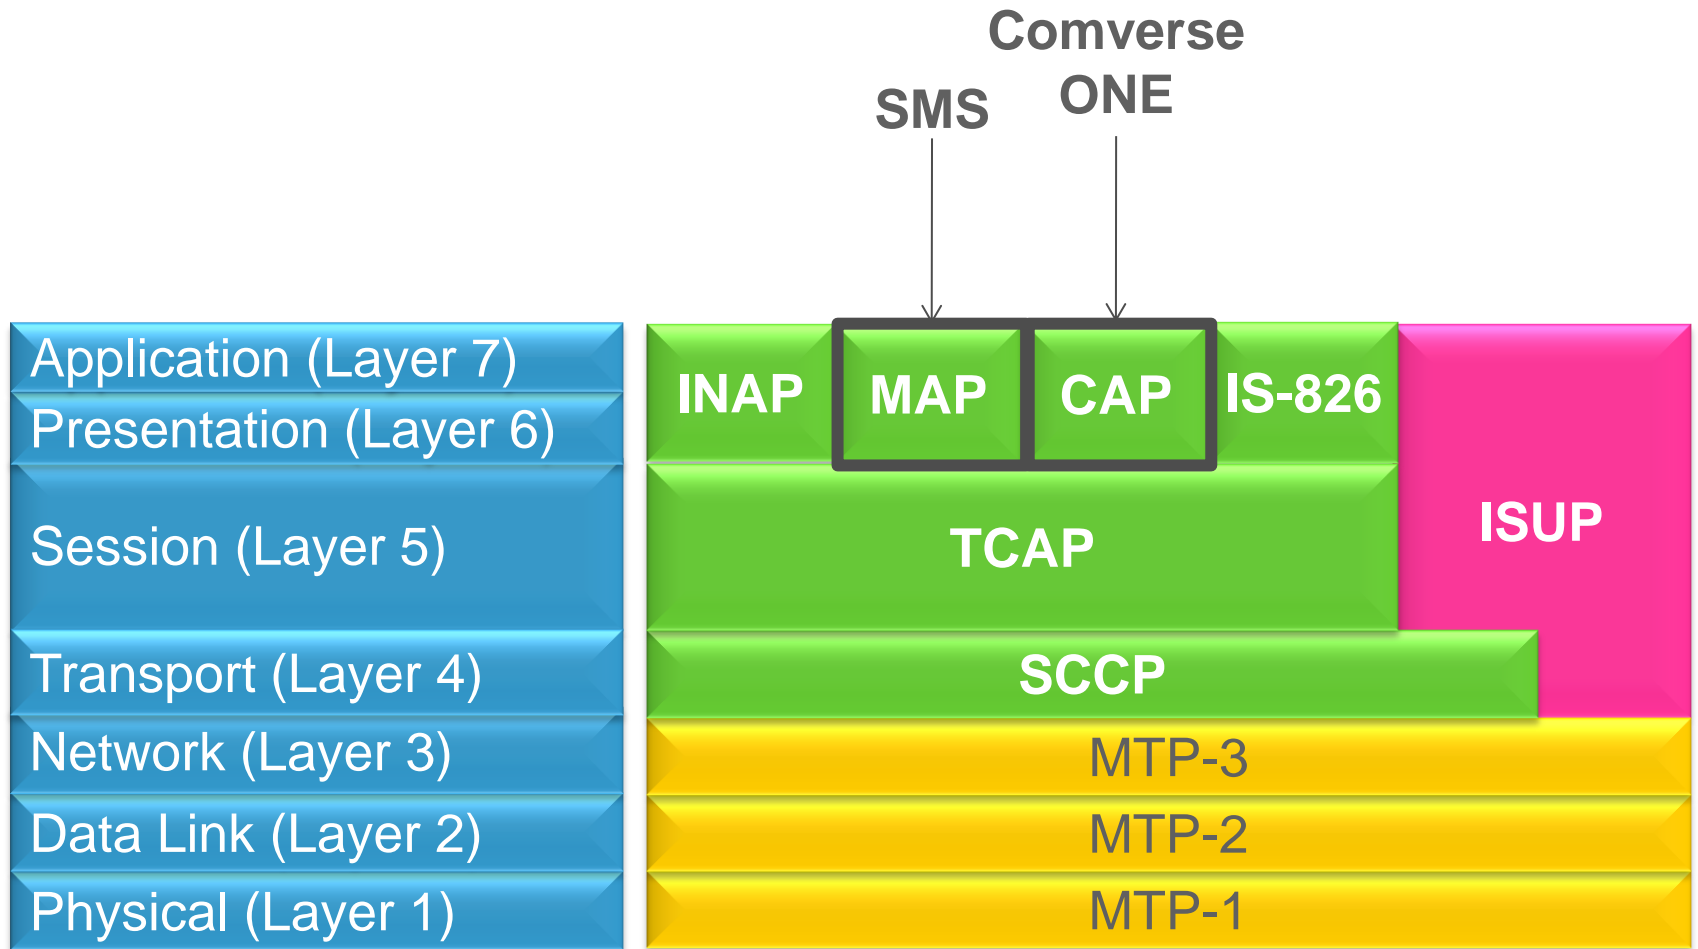 Comverse
ONE
SMS
Application (Layer 7)
Presentation (Layer 6)
Session (Layer 5)
Transport (Layer 4)
Network (Layer 3)
Data Link (Layer 2)
Physical (Layer 1)
INAP
MAP
CAP
IS-826
ISUP
TCAP
SCCP
MTP-3
MTP-2
MTP-1